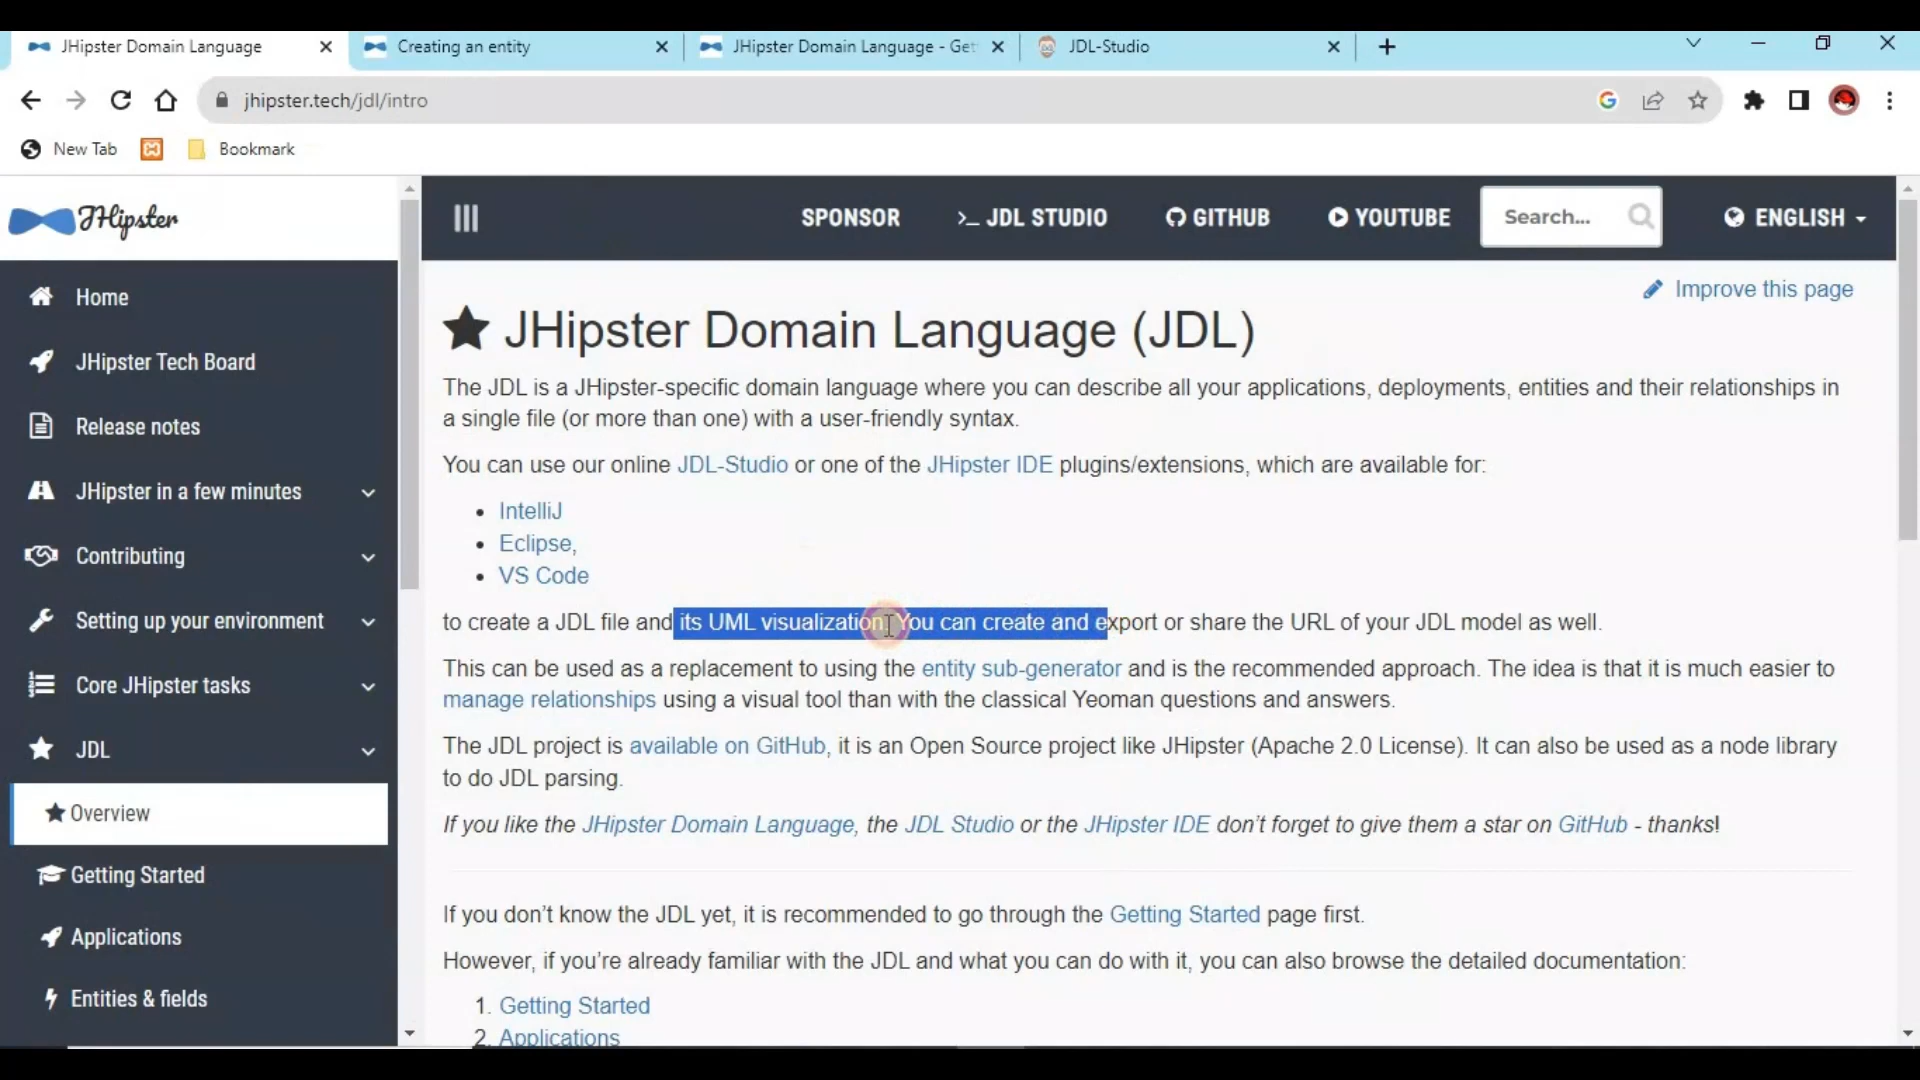 JHipster Domain Language
Creating an entity
JHipster Domain Language - Get
JDL-Studio
jhipster.tech/jdl/intro
New Tab
Bookmark
JHipster
SPONSOR
JDL STUDIO
GITHUB
YOUTUBE
Search...
ENGLISH
Home
JHipster Tech Board
Release notes
JHipster in a few minutes
Contributing
Setting up your environment
Core JHipster tasks
JDL
Overview
Getting Started
Applications
Entities & fields
Improve this page
JHipster Domain Language (JDL)
The JDL is a JHipster-specific domain language where you can describe all your applications, deployments, entities and their relationships in
a single file (or more than one) with a user-friendly syntax.
You can use our online JDL-Studio or one of the JHipster IDE plugins/extensions, which are available for:
• IntelliJ
• Eclipse,
• VS Code
to create a JDL file and its UML visualization. You can create and export or share the URL of your JDL model as well.
This can be used as a replacement to using the entity sub-generator and is the recommended approach. The idea is that it is much easier to
manage relationships using a visual tool than with the classical Yeoman questions and answers.
The JDL project is available on GitHub, it is an Open Source project like JHipster (Apache 2.0 License). It can also be used as a node library
to do JDL parsing.
If you like the JHipster Domain Language, the JDL Studio or the JHipster IDE don't forget to give them a star on GitHub - thanks!
If you don't know the JDL yet, it is recommended to go through the Getting Started page first.
However, if you're already familiar with the JDL and what you can do with it, you can also browse the detailed documentation:
1. Getting Started
2. Applications